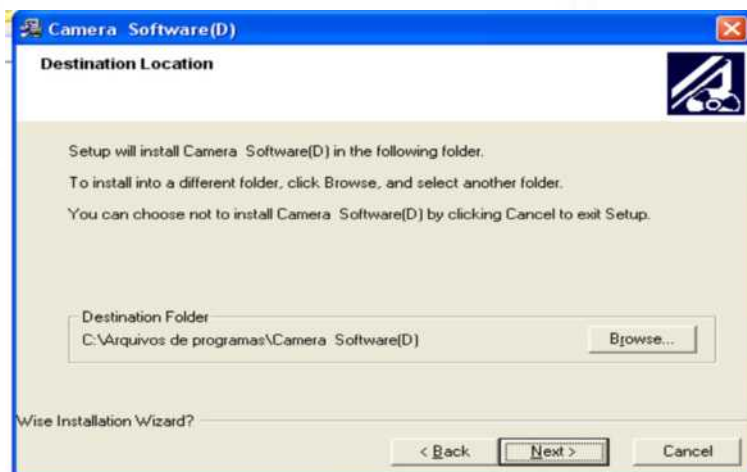 Camera Software(D)
Destination Location
Setup will install Camera Software(D) in the following folder.
To install into a different folder, click Browse, and select another folder.
You can choose not to install Camera Software(D) by clicking Cancel to exit Setup.
Destination Folder
C:\Arquivos de programas\Camera Software(D)
Browse...
Wise Installation Wizard?
< Back Next > Cancel